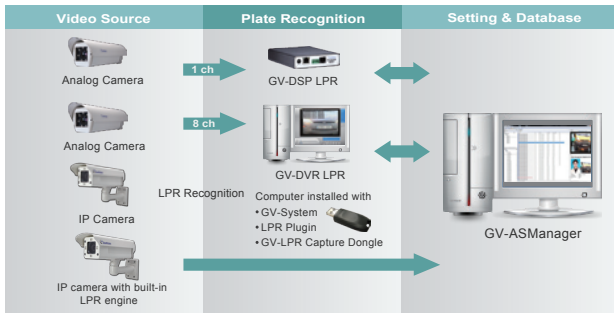 Video Source
Plate Recognition
Setting & Database
Analog Camera
1 ch
GV-DSP LPR
Analog Camera
8 ch
GV-DVR LPR
IP Camera
LPR Recognition
Computer installed with
• GV-System
• LPR Plugin
• GV-LPR Capture Dongle
GV-ASManager
IP camera with built-in
LPR engine